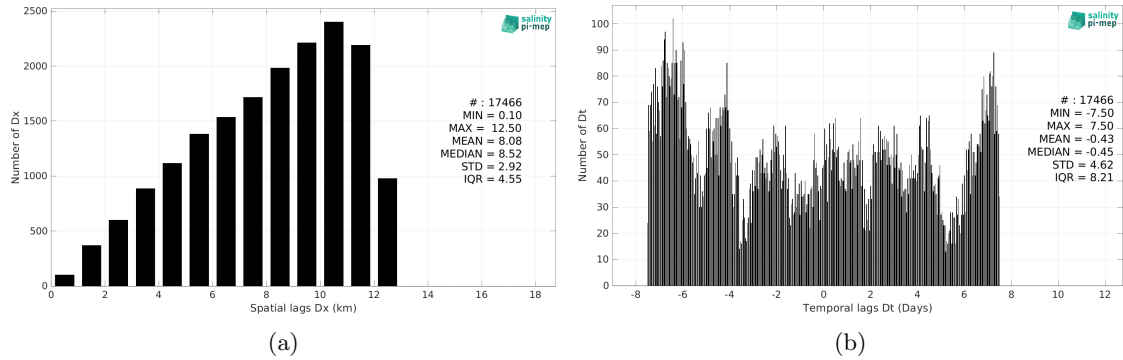 salinity
pi-mep
2500
2000
1500
1000
500
0
Number of Dx
# : 17466
MIN = 0.10
MAX = 12.50
MEAN = 8.08
MEDIAN = 8.52
STD = 2.92
IQR = 4.55
0 2 4 6 8 10 12 14 16 18
Spatial lags Dx (km)
(a)
salinity
pi-mep
100
90
80
70
60
50
40
30
20
10
0
Number of Dt
# : 17466
MIN = -7.50
MAX = 7.50
MEAN = -0.43
MEDIAN = -0.45
STD = 4.62
IQR = 8.21
-8 -6 -4 -2 0 2 4 6 8 10 12
Temporal lags Dt (Days)
(b)